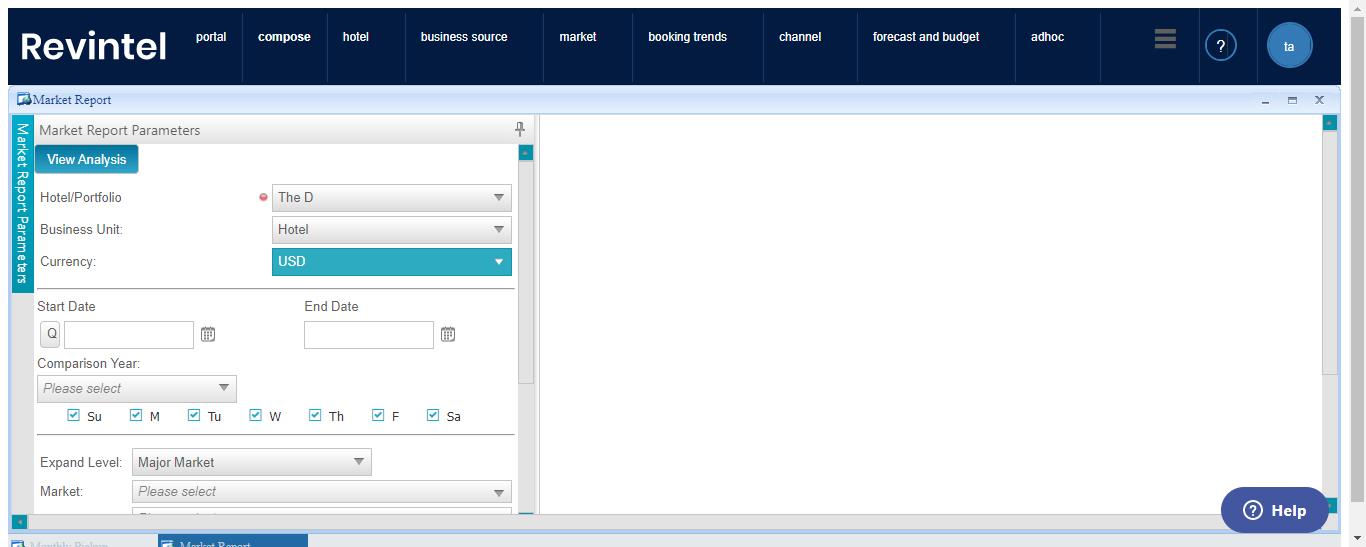 Revintel portal compose hotel business source market booking trends channel forecast and budget adhoc ? ta
Market Report
Market Report Parameters
Market Report Parameters
View Analysis
Hotel/Portfolio The D
Business Unit: Hotel
Currency: USD
Start Date End Date
Q
Comparison Year:
Please select
Su M Tu W Th F Sa
Expand Level: Major Market
Market: Please select
? Help
Monthly Pickup Market Report